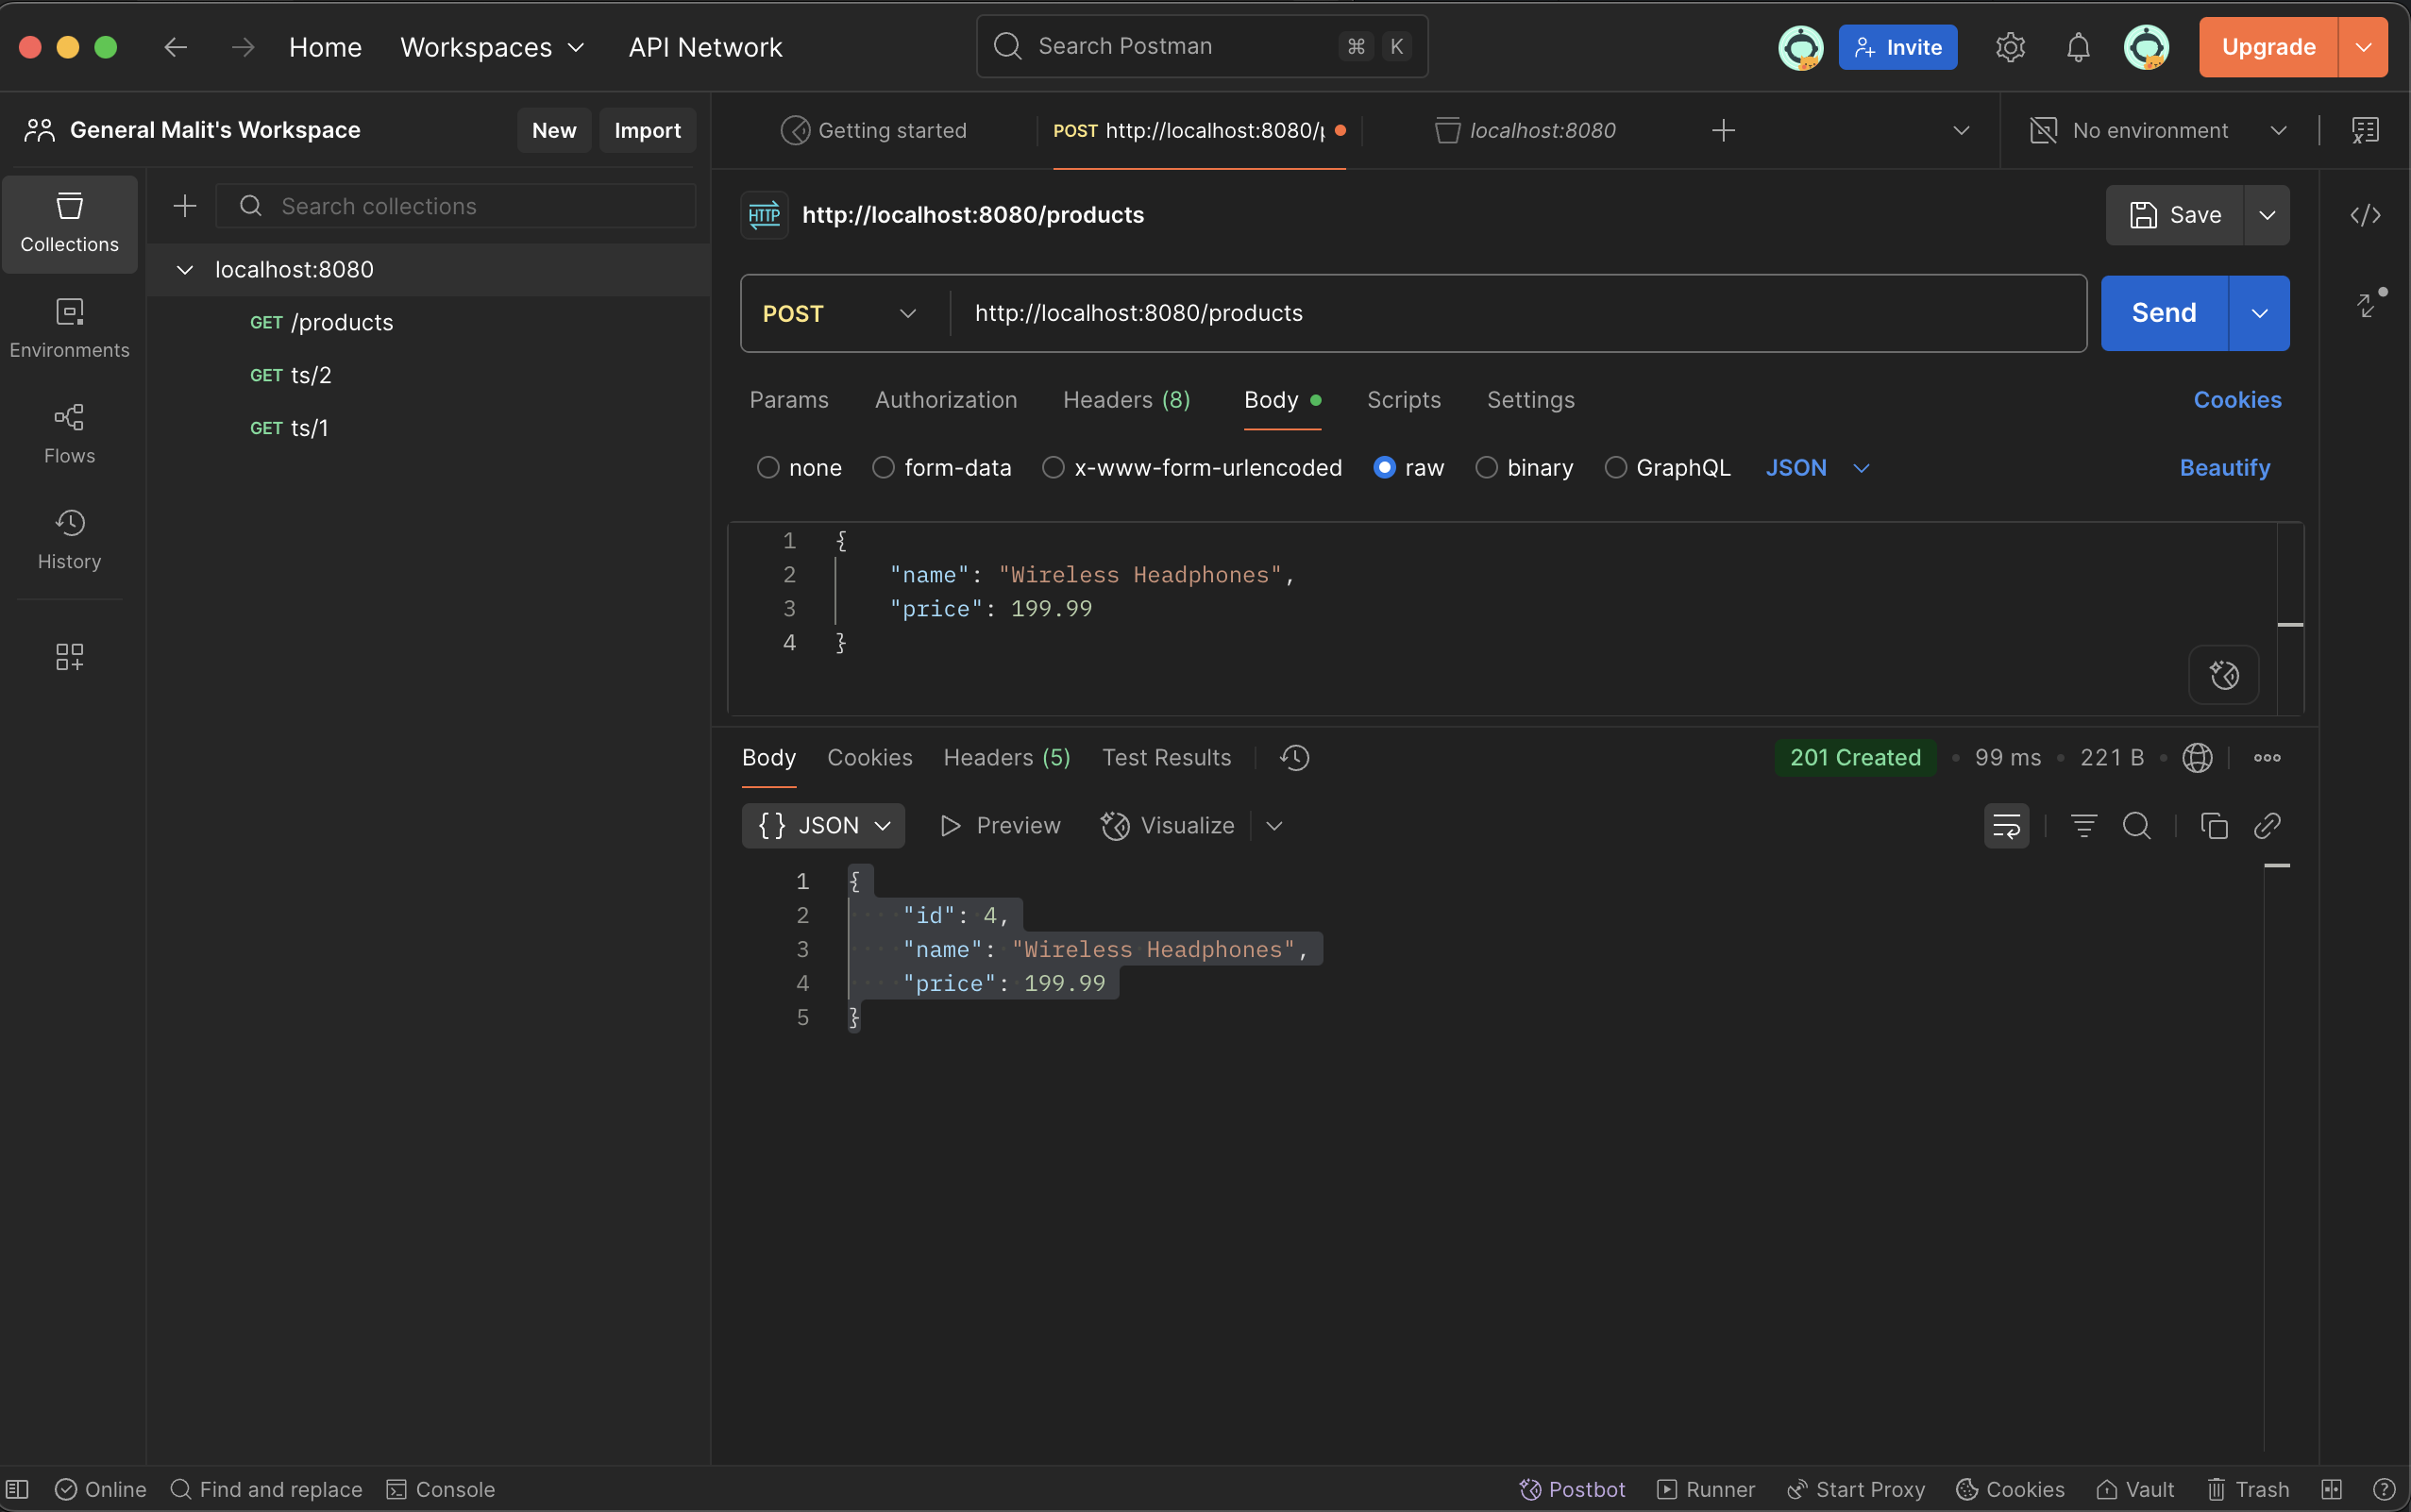 Home Workspaces API Network Search Postman ⌘ K Invite Upgrade
General Malit's Workspace New Import
Getting started POST http://localhost:8080/p localhost:8080 No environment
Collections
Environments
Flows
History
Search collections
localhost:8080
GET /products
GET ts/2
GET ts/1
HTTP http://localhost:8080/products Save
POST http://localhost:8080/products Send
Params Authorization Headers (8) Body Scripts Settings Cookies
none form-data x-www-form-urlencoded raw binary GraphQL JSON Beautify
1 {
2 "name": "Wireless Headphones",
3 "price": 199.99
4 }
Body Cookies Headers (5) Test Results 201 Created 99 ms 221 B
{} JSON Preview Visualize
1 {
2 "id": 4,
3 "name": "Wireless Headphones",
4 "price": 199.99
5 }
Online Find and replace Console Postbot Runner Start Proxy Cookies Vault Trash